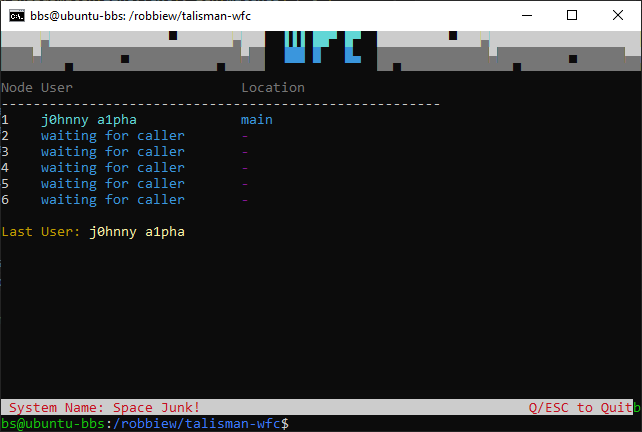 bbs@ubuntu-bbs: /robbiew/talisman-wfc
Node User Location
-------------------------------------------------------
1 j0hnny a1pha main
2 waiting for caller -
3 waiting for caller -
4 waiting for caller -
5 waiting for caller -
6 waiting for caller -
Last User: j0hnny a1pha
System Name: Space Junk! Q/ESC to Quitb
bs@ubuntu-bbs:/robbiew/talisman-wfc$